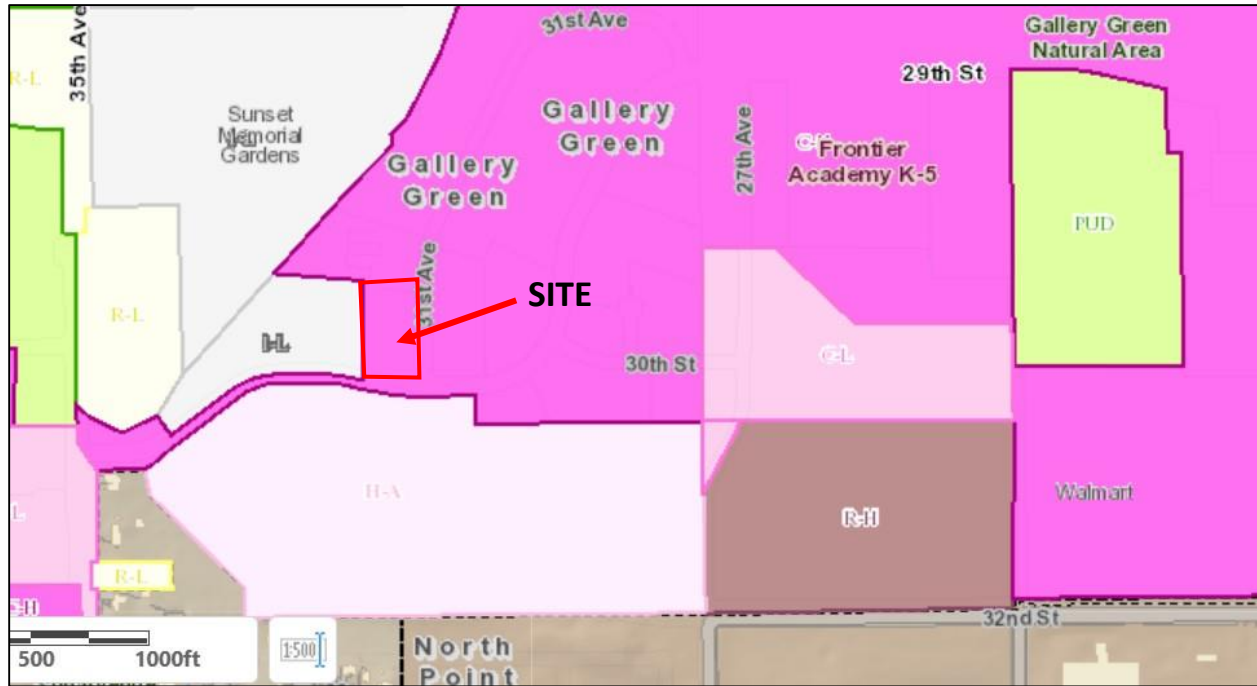 31st Ave
Gallery Green
Natural Area
35th Ave
R-L
29th St
Sunset
Memorial
Gardens
Gallery
Green
27th Ave
Frontier
Academy K-5
Gallery
Green
PUD
31st Ave
SITE
R-L
I-L
30th St
C-L
H-A
R-H
Walmart
L
R-L
C-H
32nd St
500
1000ft
1:500
North
Point